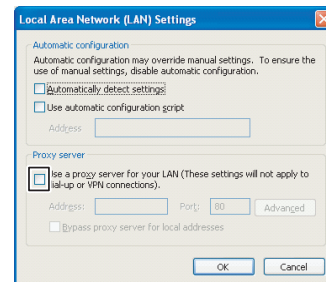 Local Area Network (LAN) Settings
Automatic configuration
Automatic configuration may override manual settings. To ensure the
use of manual settings, disable automatic configuration.
Automatically detect settings
Use automatic configuration script
Address
Proxy server
Use a proxy server for your LAN (These settings will not apply to
ial-up or VPN connections).
Address:
Port:
80
Advanced
Bypass proxy server for local addresses
OK
Cancel